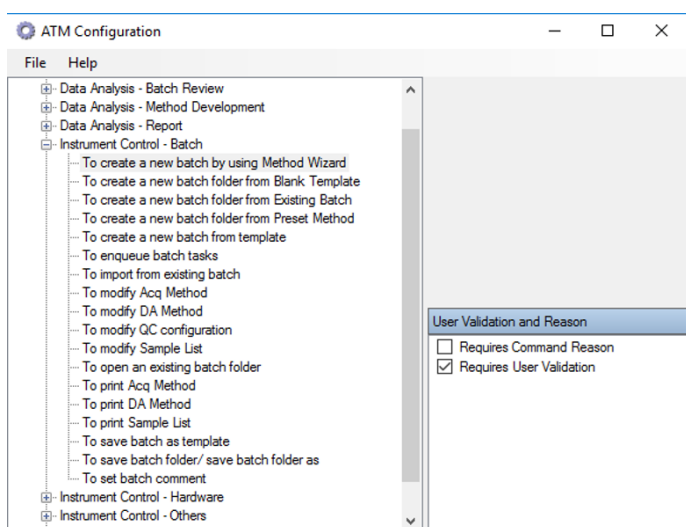 ATM Configuration
File Help
Data Analysis - Batch Review
Data Analysis - Method Development
Data Analysis - Report
Instrument Control - Batch
To create a new batch by using Method Wizard
To create a new batch folder from Blank Template
To create a new batch folder from Existing Batch
To create a new batch folder from Preset Method
To create a new batch from template
To enqueue batch tasks
To import from existing batch
To modify Acq Method
To modify DA Method
To modify QC configuration
To modify Sample List
To open an existing batch folder
To print Acq Method
To print DA Method
To print Sample List
To save batch as template
To save batch folder/ save batch folder as
To set batch comment
Instrument Control - Hardware
Instrument Control - Others
User Validation and Reason
Requires Command Reason
Requires User Validation